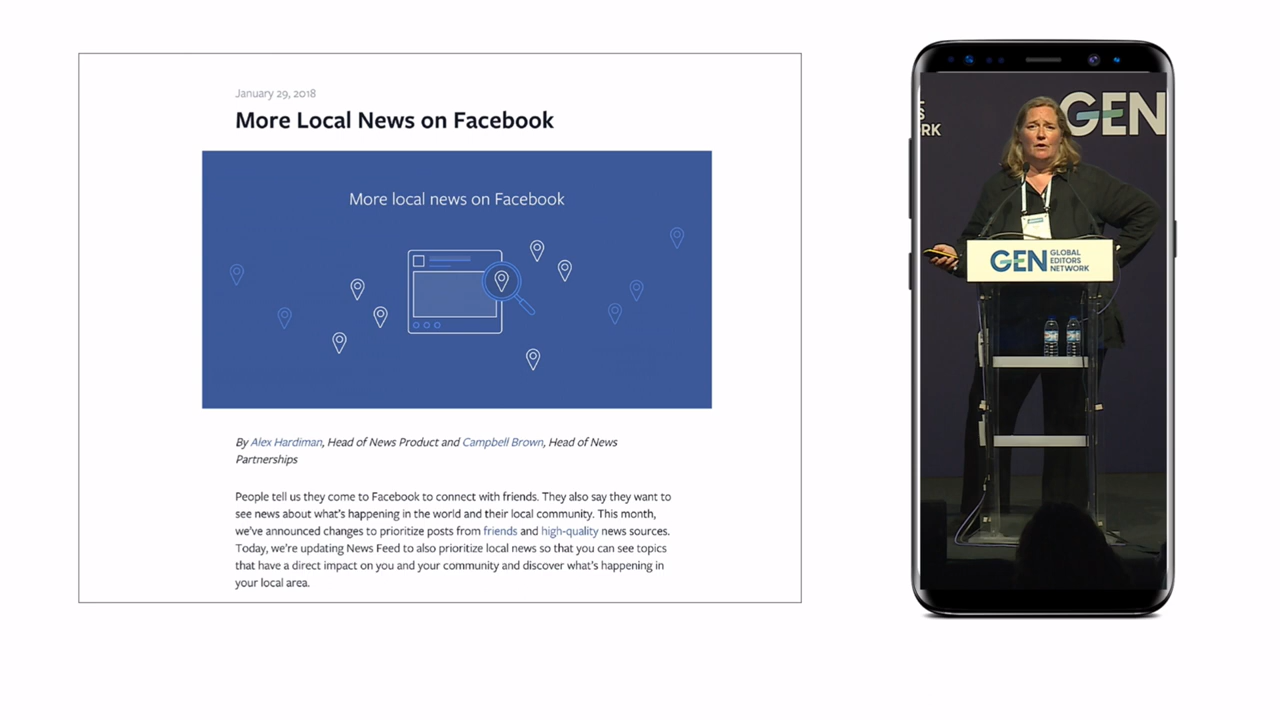 January 29, 2018
More Local News on Facebook
More local news on Facebook
By Alex Hardiman, Head of News Product and Campbell Brown, Head of News
Partnerships
People tell us they come to Facebook to connect with friends. They also say they want to
see news about what's happening in the world and their local community. This month,
we've announced changes to prioritize posts from friends and high-quality news sources.
Today, we're updating News Feed to also prioritize local news so that you can see topics
that have a direct impact on you and your community and discover what's happening in
your local area.
RK
GEN
GEN GLOBAL
EDITORS
NETWORK